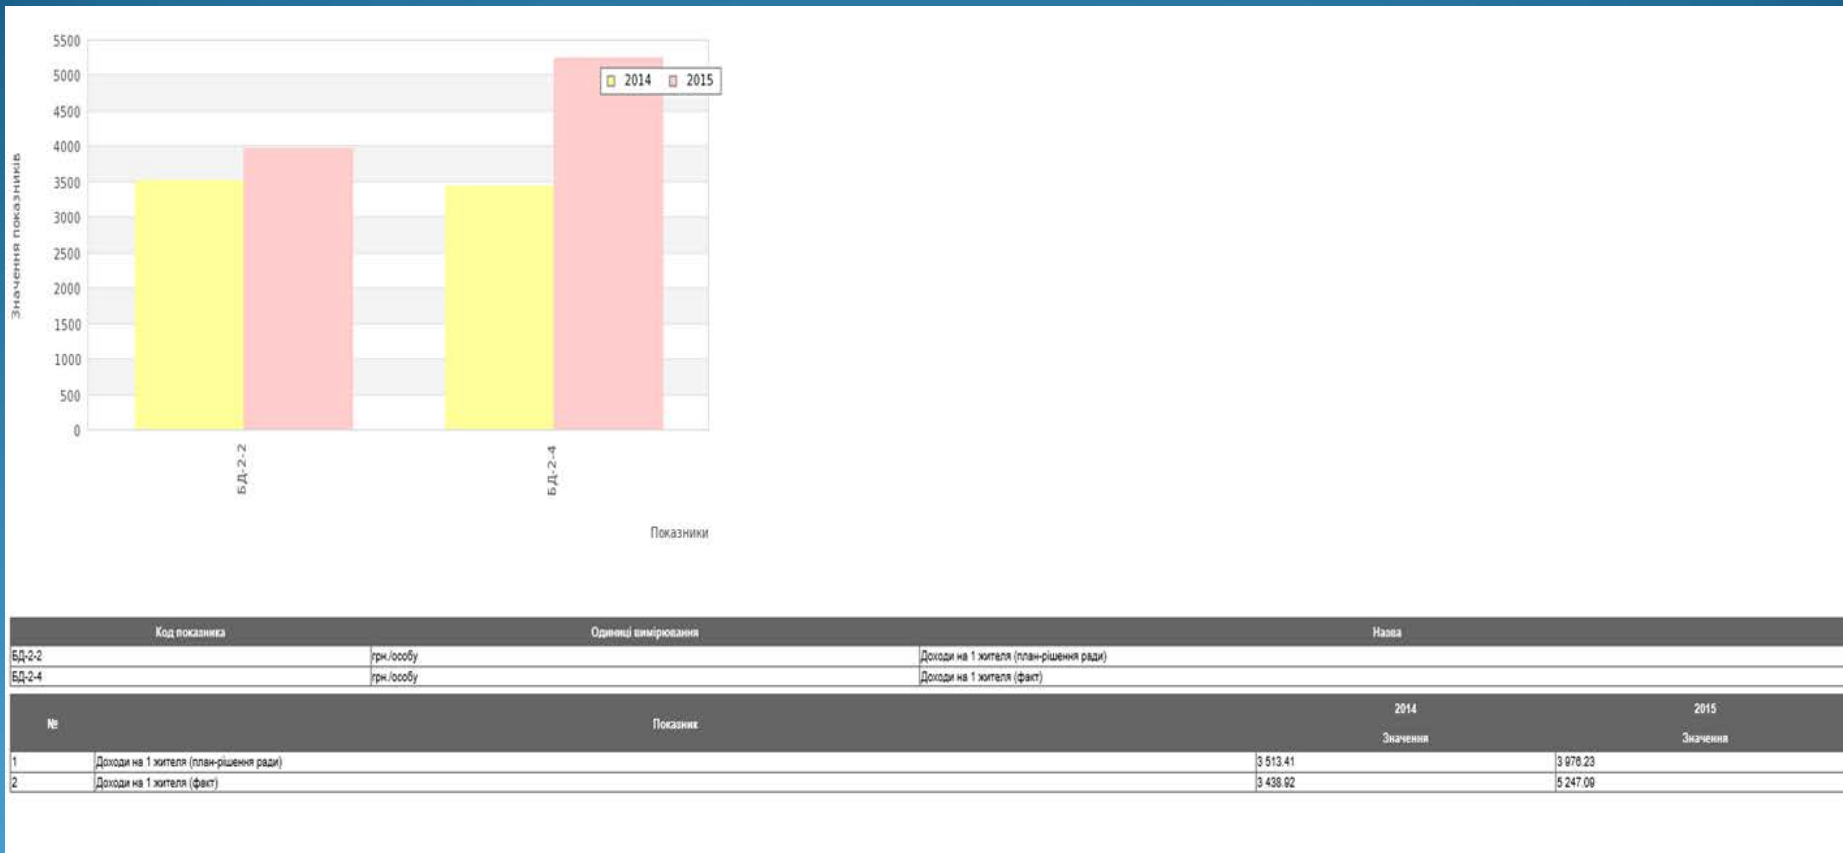 5500
5000
4500
4000
3500
3000
2500
2000
1500
1000
500
0
Значення показників
2014 2015
БД-2-2 БД-2-4
Показники
Код показника Одиниці вимірювання Назва
БД-2-2 грн./особу Доходи на 1 жителя (план-рішення ради)
БД-2-4 грн./особу Доходи на 1 жителя (факт)
№ Показник 2014 2015
Значення Значення
1 Доходи на 1 жителя (план-рішення ради) 3 513.41 3 976.23
2 Доходи на 1 жителя (факт) 3 438.92 5 247.09